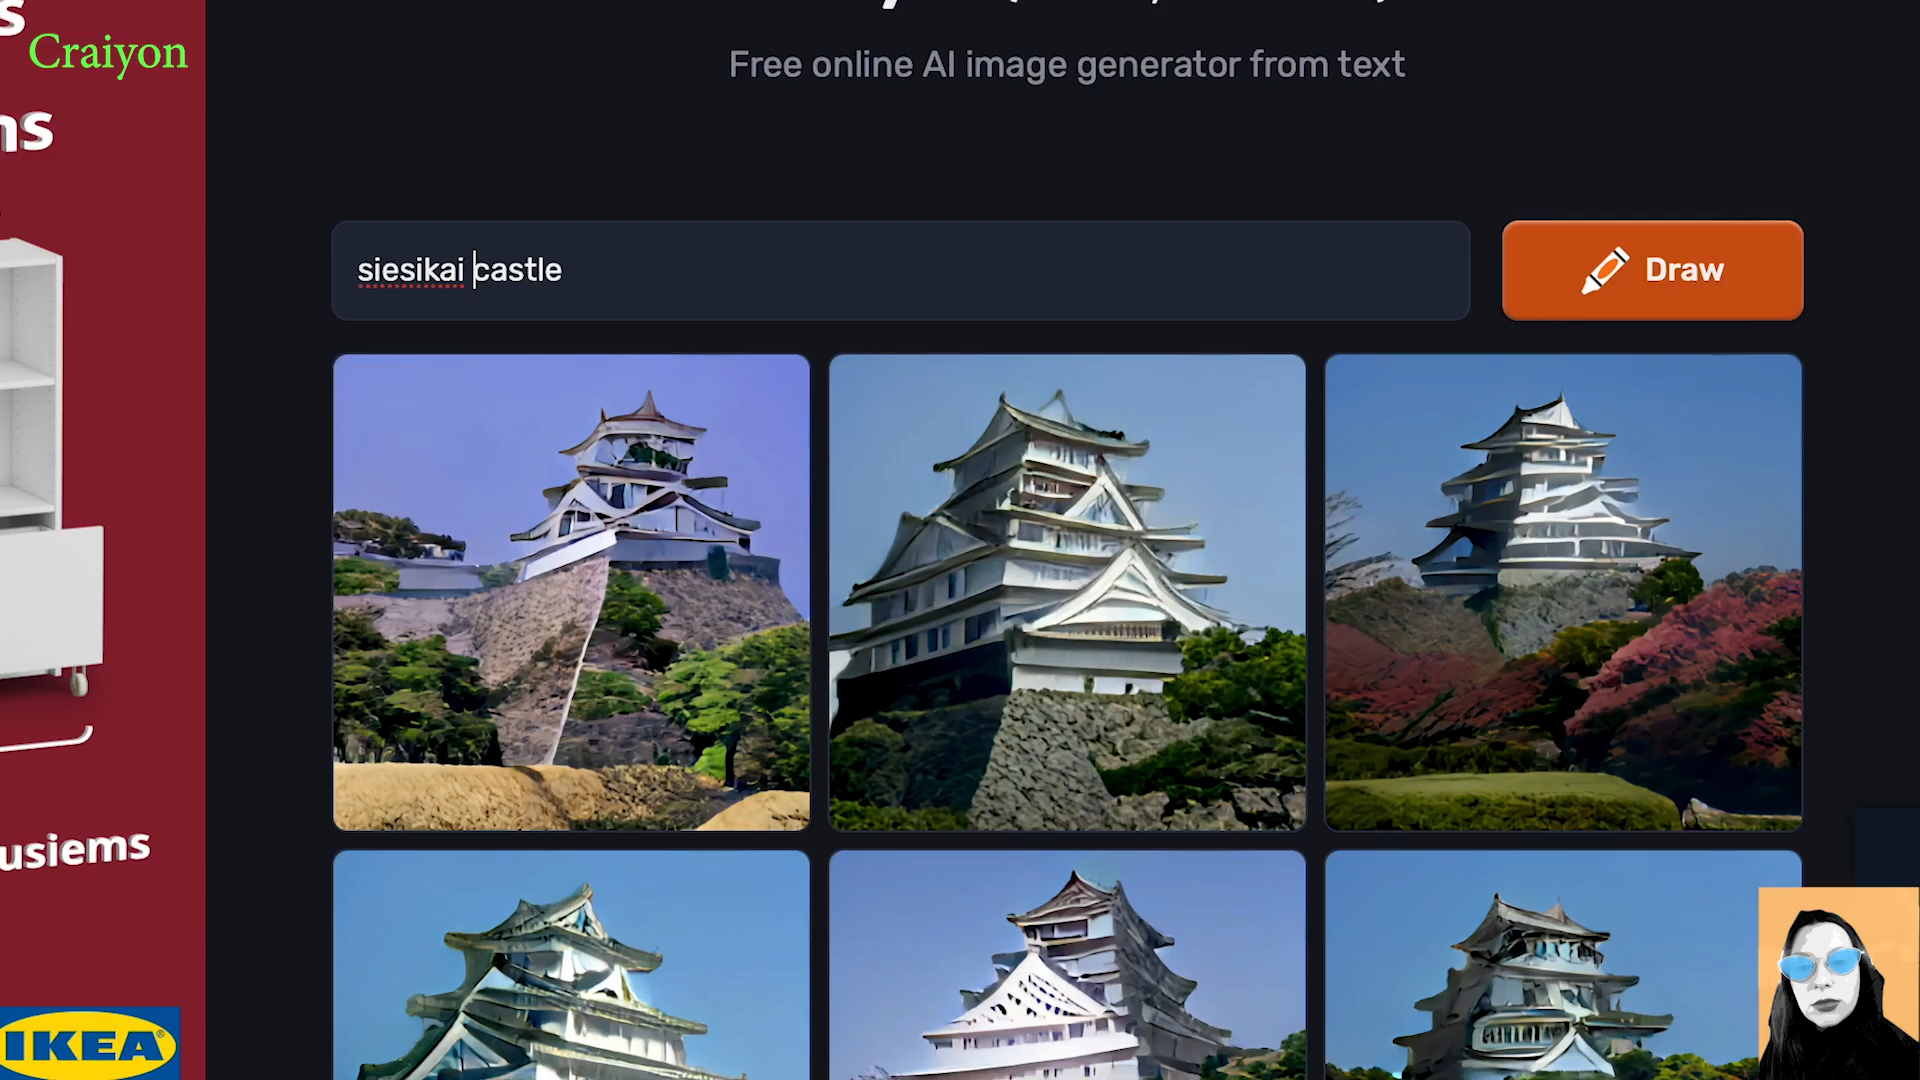 Craiyon
Free online AI image generator from text
siesikai castle
Draw
usiems
IKEA